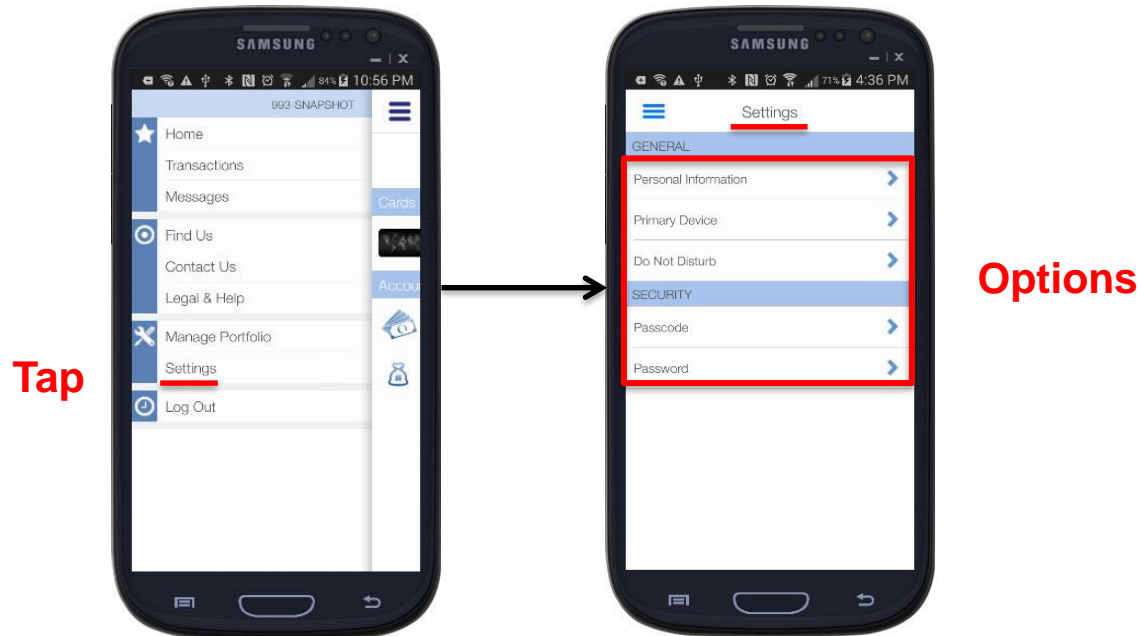 SAMSUNG
84% 10:56 PM
993-SNAPSHOT
Home
Transactions
Messages
Cards
Find Us
Contact Us
Accou
Legal & Help
Manage Portfolio
Settings
Log Out
Tap
SAMSUNG
71% 4:36 PM
Settings
GENERAL
Personal Information
Primary Device
Do Not Disturb
SECURITY
Passcode
Password
Options